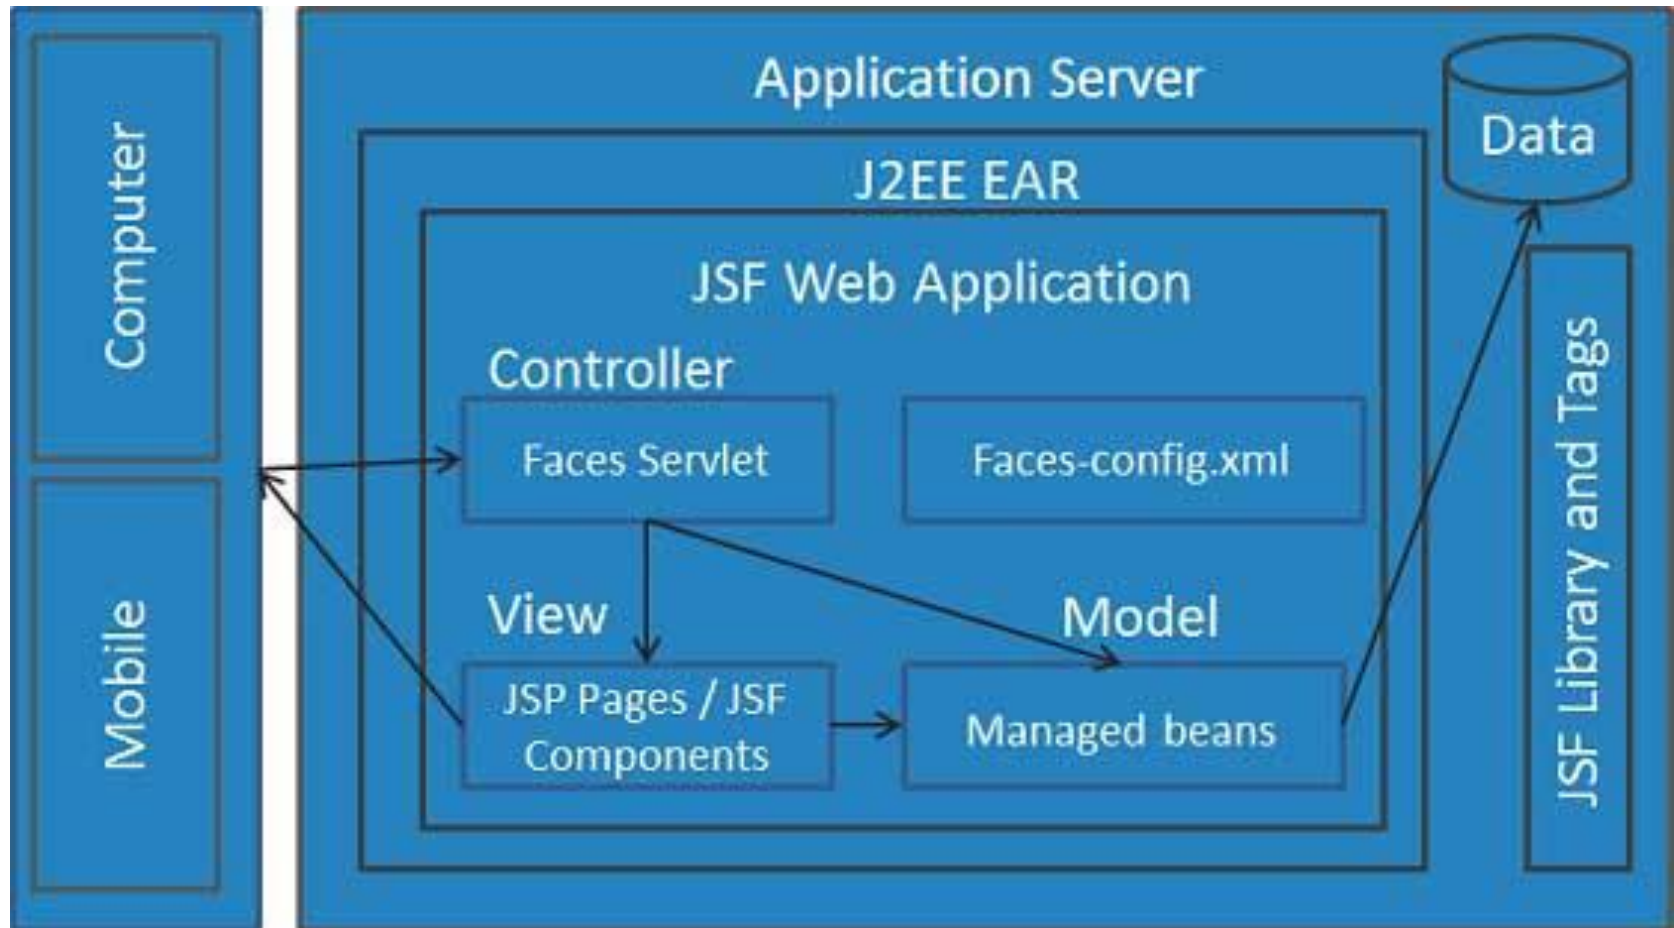 Computer
Mobile
Application Server
Data
J2EE EAR
JSF Web Application
Controller
Faces Servlet
Faces-config.xml
View
Model
JSP Pages / JSF
Components
Managed beans
JSF Library and Tags